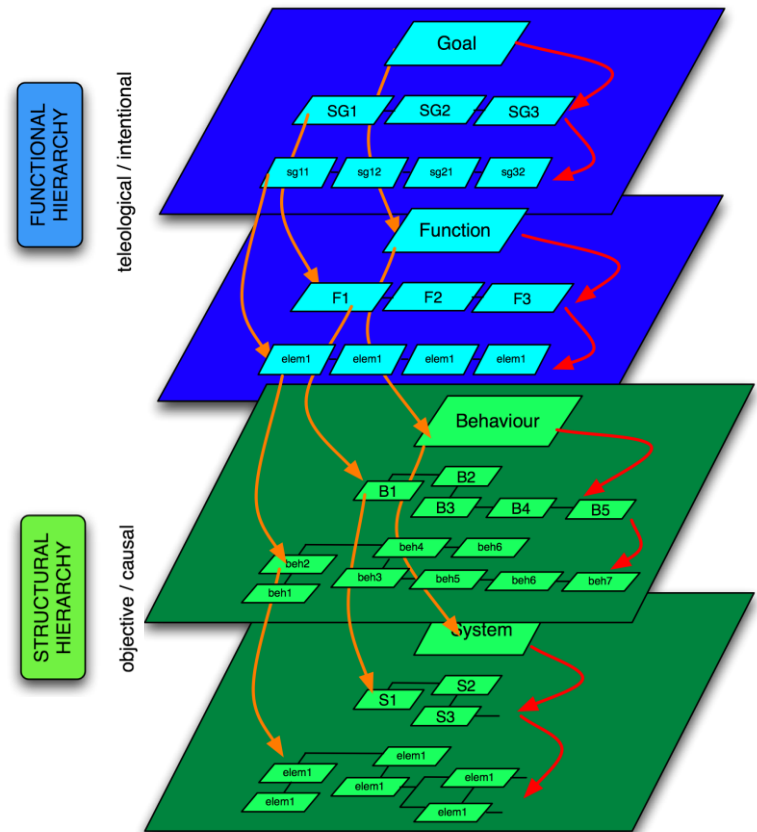 FUNCTIONAL
HIERARCHY
teleological / intentional
Goal
SG1 SG2 SG3
sg11 sg12 sg21 sg32
Function
F1 F2 F3
elem1 elem1 elem1 elem1
STRUCTURAL
HIERARCHY
objective / causal
Behaviour
B2
B1
B3 B4 B5
beh4 beh6
beh2
beh3 beh5 beh6 beh7
beh1
System
S2
S1
S3
elem1
elem1 elem1
elem1
elem1
elem1